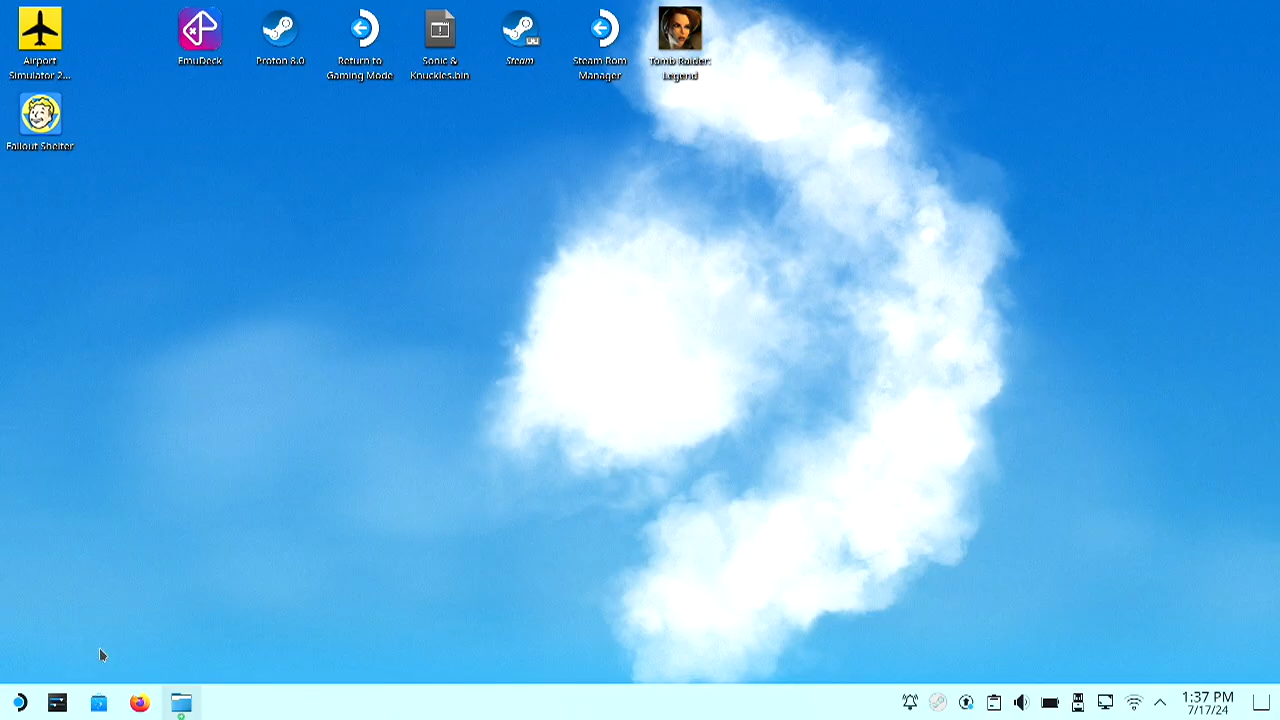 Airport
Simulator 2...
EmuDeck
Proton 8.0
Return to
Gaming Mode
Sonic &
Knuckles.bin
Steam
Steam Rom
Manager
Tomb Raider:
Legend
Fallout Shelter
1:37 PM
7/17/24